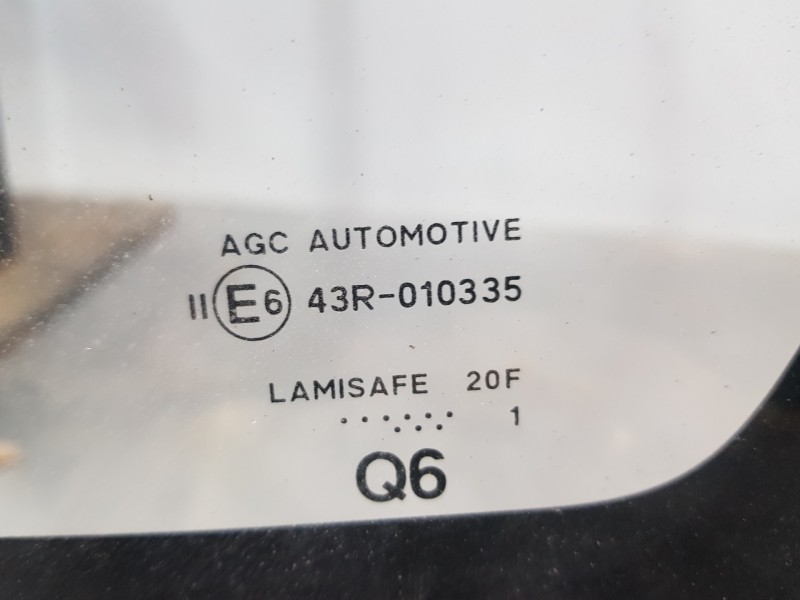 AGC AUTOMOTIVE
II E6 43R-010335
LAMISAFE 20F
1
Q6